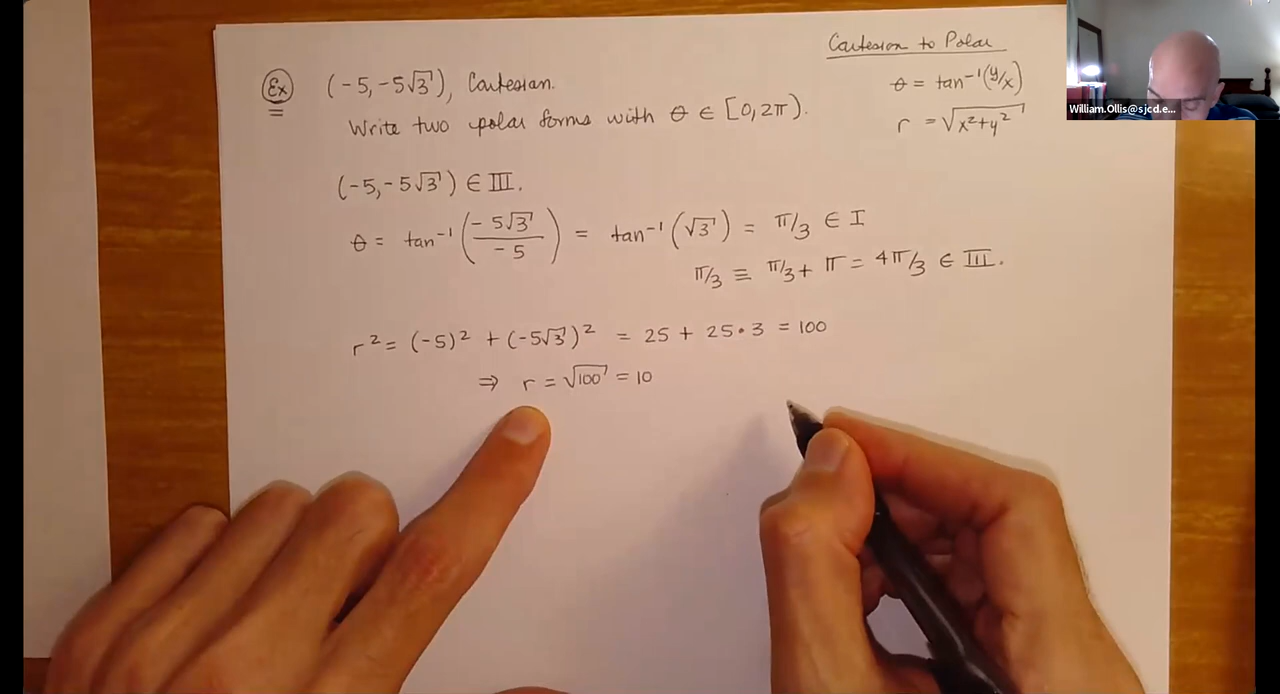 Cartesian to Polar
θ = tan⁻¹(y/x)
r = √x²+y²
William.Ollis@sjcd.e...
Ex (-5, -5√3), Cartesian.
Write two polar forms with θ ∈ [0, 2π).
(-5, -5√3) ∈ III.
θ = tan⁻¹(-5√3/-5) = tan⁻¹(√3) = π/3 ∈ I
π/3 ≡ π/3 + π = 4π/3 ∈ III.
r² = (-5)² + (-5√3)² = 25 + 25•3 = 100
⇒ r = √100 = 10